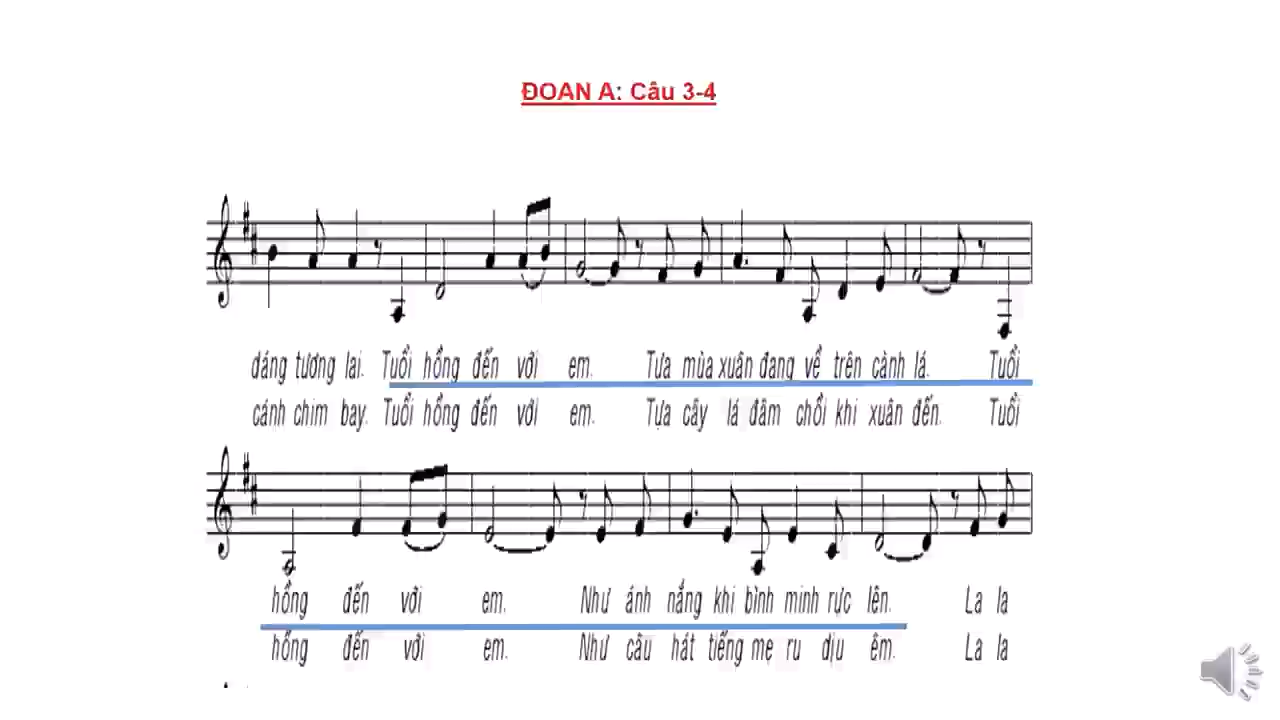 ĐOAN A: Câu 3-4
dáng tương lai. Tuổi hồng đến với em. Tựa mùa xuân đang về trên cành lá. Tuổi
cánh chim bay. Tuổi hồng đến với em. Tựa cây lá đâm chồi khi xuân đến. Tuổi
hồng đến với em. Như ánh nắng khi bình minh rực lên. La la
hồng đến với em. Như câu hát tiếng mẹ ru dịu êm. La la